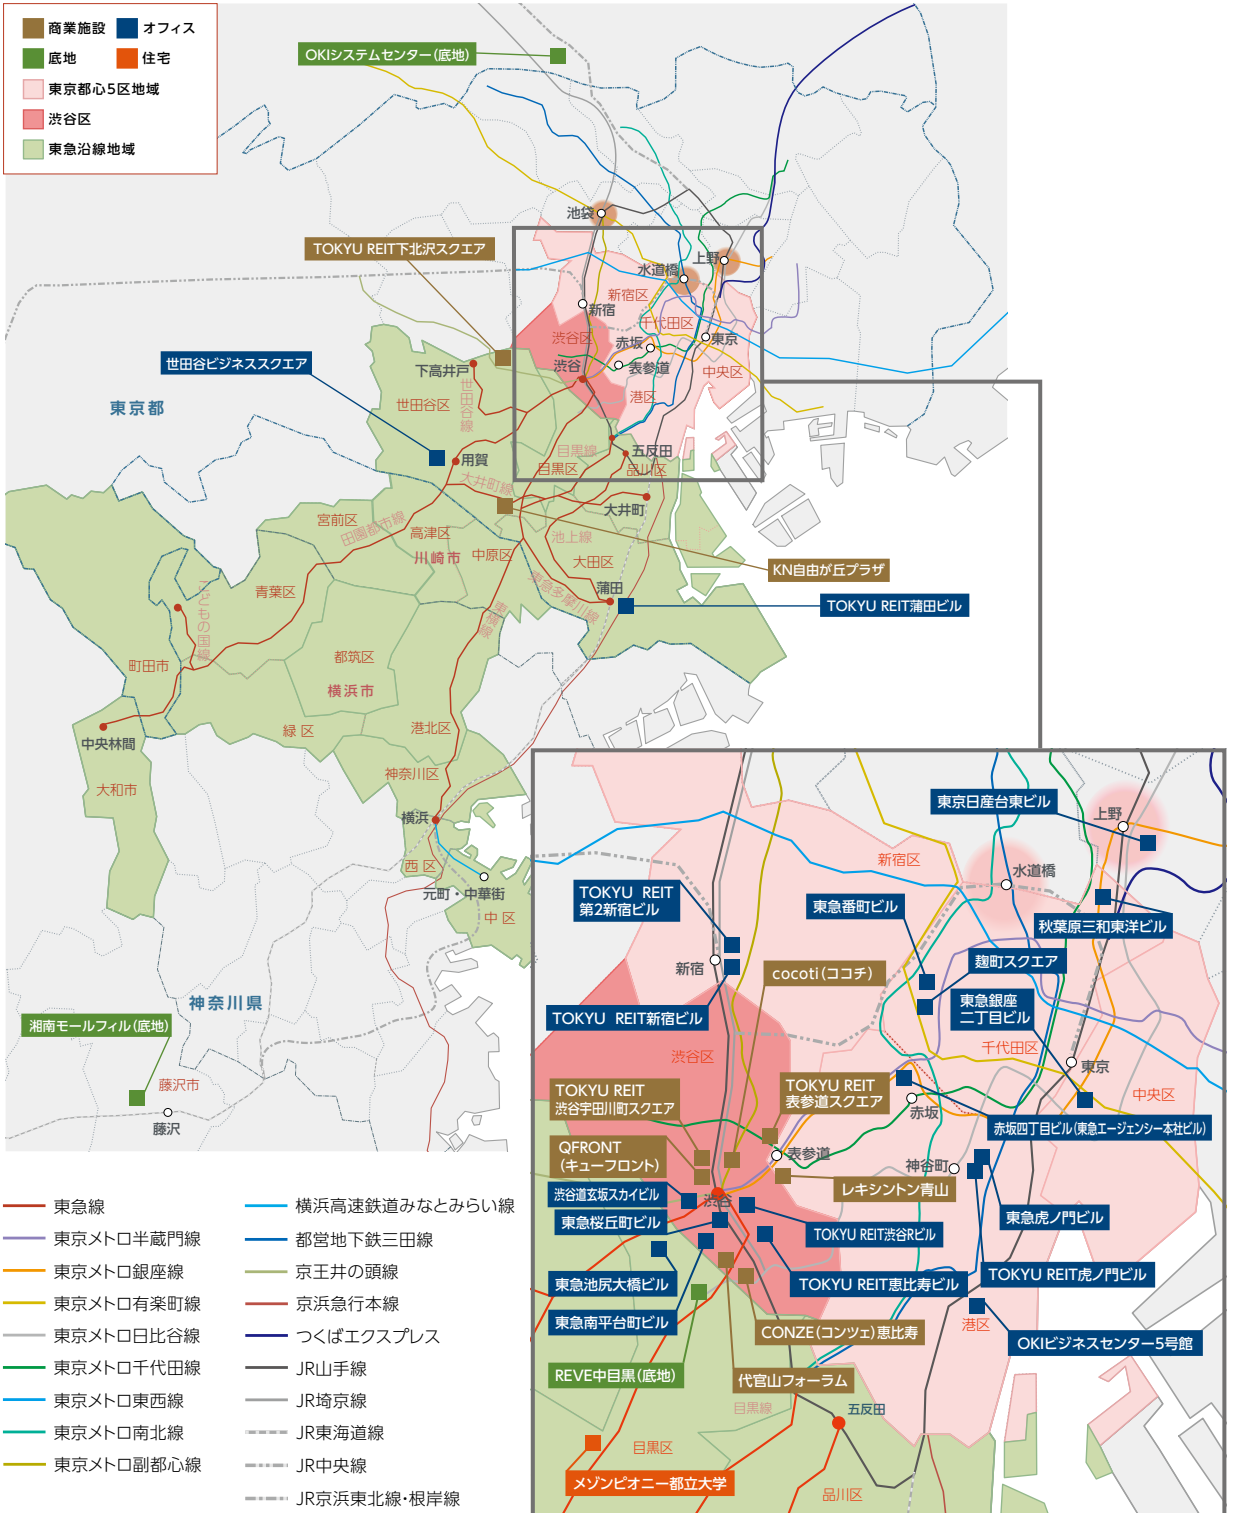 商業施設
オフィス
底地
住宅
東京都心5区地域
渋谷区
東急沿線地域
OKIシステムセンター(底地)
池袋
TOKYU REIT下北沢スクエア
上野
水道橋
新宿区
新宿
千代田区
渋谷区
赤坂
東京
世田谷ビジネススクエア
下高井戸
渋谷
表参道
中央区
世田谷線
港区
東京都
世田谷区
目黒線
五反田
用賀
目黒区
品川区
大井町線
大井町
宮前区
田園都市線
高津区
池上線
川崎市
中原区
大田区
KN自由が丘プラザ
こどもの国線
青葉区
東急多摩川線
蒲田
TOKYU REIT蒲田ビル
東横線
町田市
都筑区
横浜市
緑区
港北区
中央林間
神奈川区
大和市
横浜
西区
元町・中華街
中区
神奈川県
湘南モールフィル(底地)
藤沢市
藤沢
東京日産台東ビル
上野
新宿区
水道橋
TOKYU REIT
第2新宿ビル
東急番町ビル
秋葉原三和東洋ビル
新宿
cocoti(ココチ)
麹町スクエア
東急銀座
二丁目ビル
TOKYU REIT新宿ビル
渋谷区
千代田区
東京
TOKYU REIT
渋谷宇田川町スクエア
TOKYU REIT
表参道スクエア
中央区
赤坂
赤坂四丁目ビル(東急エージェンシー本社ビル)
QFRONT
(キューフロント)
表参道
神谷町
レキシントン青山
渋谷道玄坂スカイビル
渋谷
東急桜丘町ビル
TOKYU REIT渋谷Rビル
東急虎ノ門ビル
東急池尻大橋ビル
TOKYU REIT恵比寿ビル
TOKYU REIT虎ノ門ビル
東急南平台町ビル
CONZE(コンツェ)恵比寿
港区
OKIビジネスセンター5号館
REVE中目黒(底地)
代官山フォーラム
目黒線
五反田
目黒区
メゾンピオニー都立大学
品川区
東急線
東京メトロ半蔵門線
東京メトロ銀座線
東京メトロ有楽町線
東京メトロ日比谷線
東京メトロ千代田線
東京メトロ東西線
東京メトロ南北線
東京メトロ副都心線
横浜高速鉄道みなとみらい線
都営地下鉄三田線
京王井の頭線
京浜急行本線
つくばエクスプレス
JR山手線
JR埼京線
JR東海道線
JR中央線
JR京浜東北線・根岸線